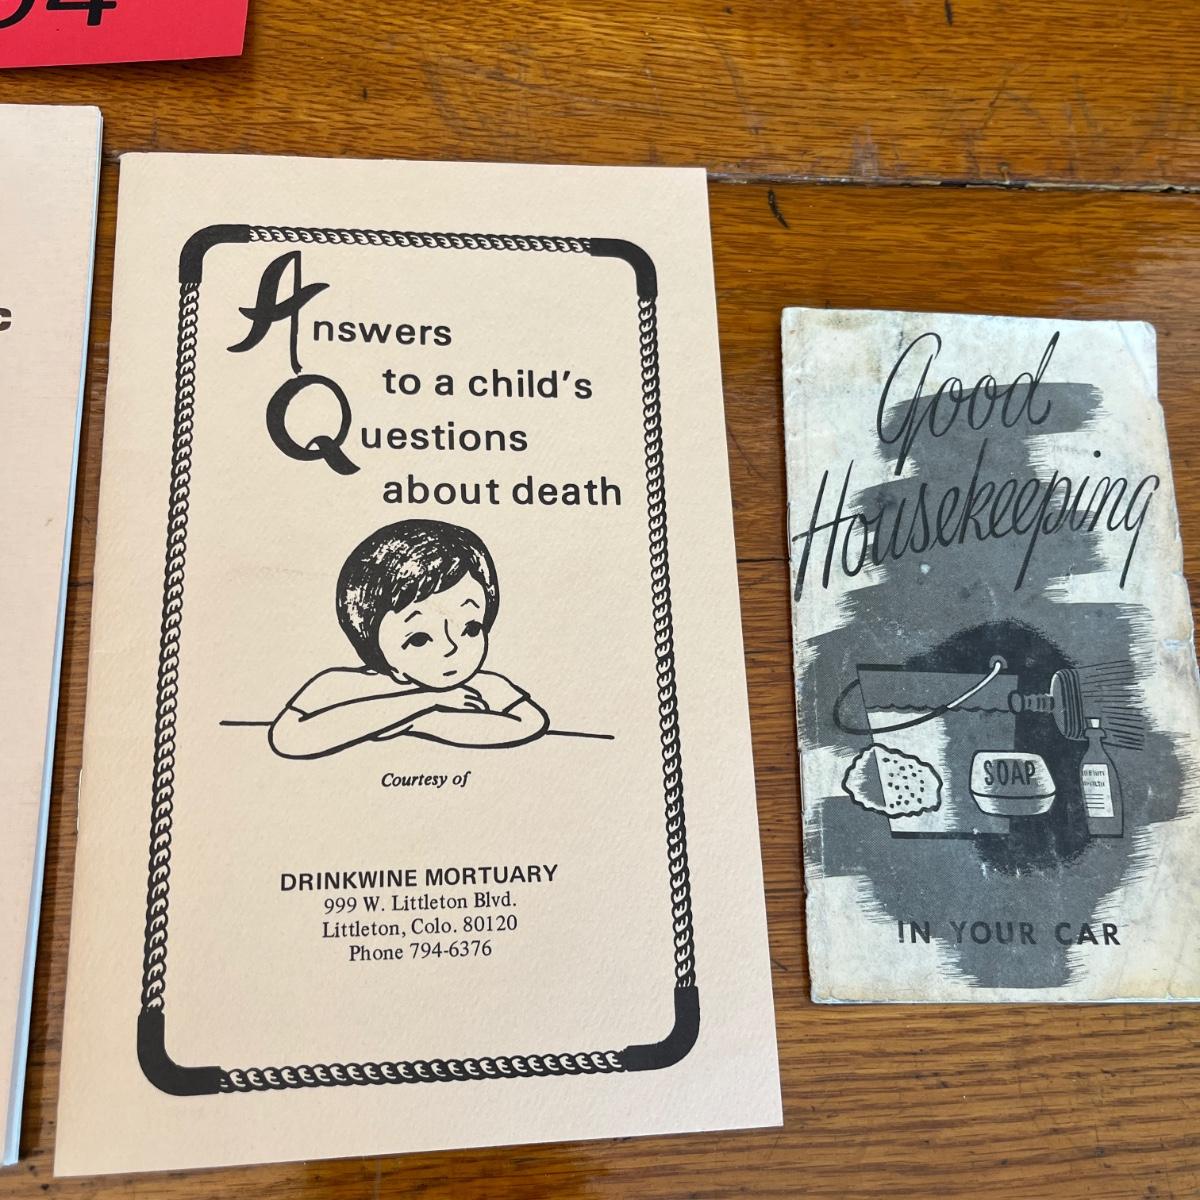 04
c
Answers
to a child's
Questions
about death
Courtesy of
DRINKWINE MORTUARY
999 W. Littleton Blvd.
Littleton, Colo. 80120
Phone 794-6376
Good
Housekeeping
SOAP
IN YOUR CAR